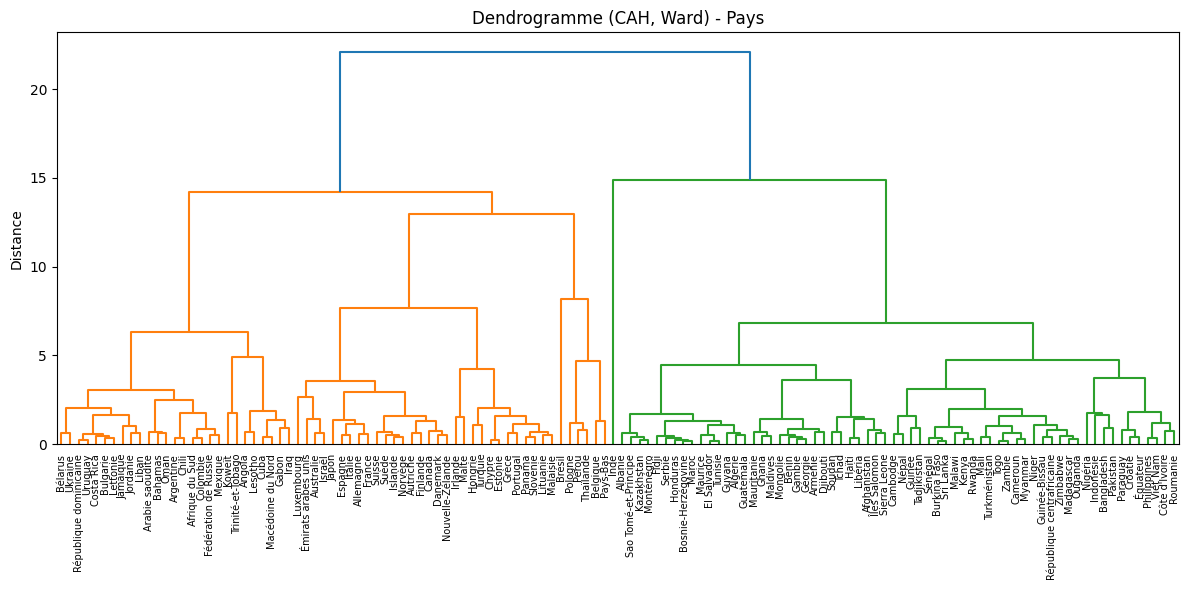 Dendrogramme (CAH, Ward) - Pays
20
15
10
5
0
Distance
Bélarus
Ukraine
République dominicaine
Uruguay
Costa Rica
Bulgarie
Lettonie
Jamaïque
Jordanie
Liban
Arabie saoudite
Bahamas
Oman
Argentine
Chili
Afrique du Sud
Colombie
Fédération de Russie
Mexique
Koweït
Trinité-et-Tobago
Angola
Lesotho
Cuba
Macédoine du Nord
Gabon
Iraq
Luxembourg
Émirats arabes unis
Australie
Israël
Japon
Espagne
Italie
Allemagne
France
Suisse
Suède
Islande
Norvège
Autriche
Finlande
Canada
Danemark
Nouvelle-Zélande
Irlande
Malte
Hongrie
Turquie
Chypre
Estonie
Grèce
Portugal
Panama
Slovénie
Lituanie
Malaisie
Brésil
Pologne
Pérou
Thaïlande
Belgique
Pays-Bas
Inde
Albanie
Sao Tomé-et-Principe
Kazakhstan
Monténégro
Fidji
Serbie
Honduras
Bosnie-Herzégovine
Maroc
Maurice
El Salvador
Tunisie
Guyana
Algérie
Guatemala
Mauritanie
Ghana
Maldives
Mongolie
Bénin
Gambie
Géorgie
Arménie
Djibouti
Soudan
Tchad
Haïti
Libéria
Afghanistan
Îles Salomon
Sierra Leone
Cambodge
Népal
Guinée
Tadjikistan
Sénégal
Burkina Faso
Sri Lanka
Malawi
Kenya
Rwanda
Mali
Turkménistan
Togo
Zambie
Cameroun
Myanmar
Niger
Guinée-Bissau
République centrafricaine
Zimbabwe
Madagascar
Ouganda
Nigéria
Indonésie
Bangladesh
Pakistan
Paraguay
Croatie
Équateur
Philippines
Viet Nam
Côte d'Ivoire
Roumanie